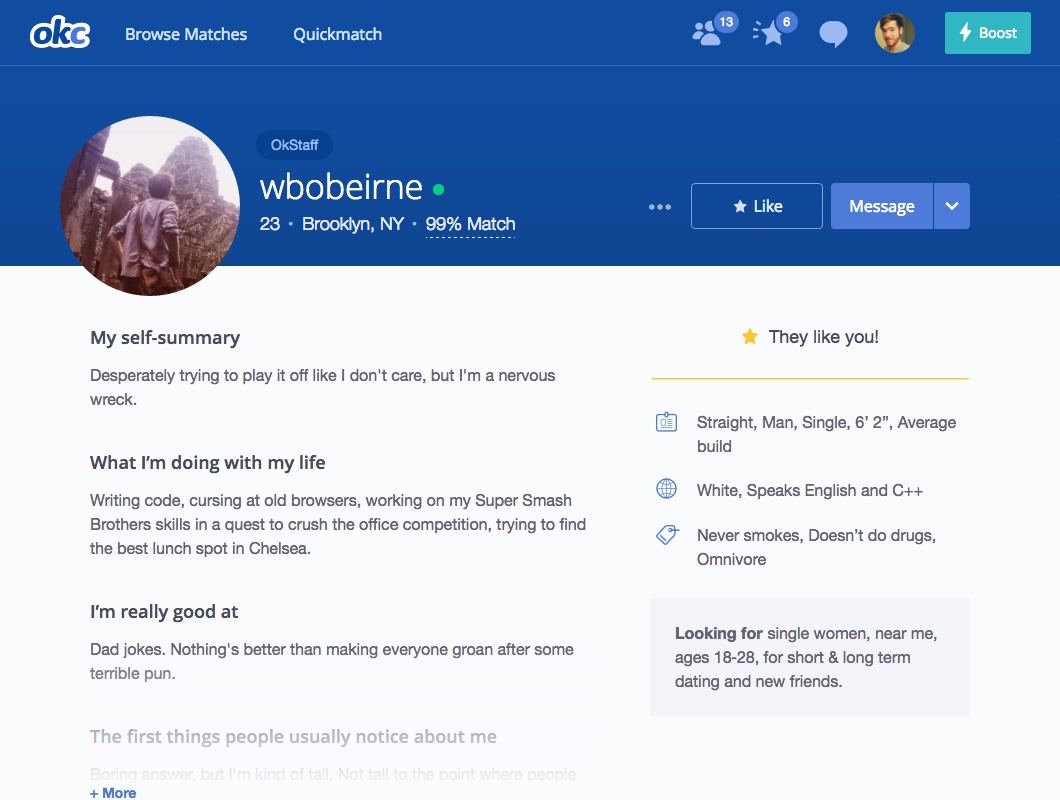 okc
Browse Matches
Quickmatch
13
6
Boost
OkStaff
wbobeirne
23 · Brooklyn, NY · 99% Match
Like
Message
My self-summary
Desperately trying to play it off like I don't care, but I'm a nervous
wreck.
What I’m doing with my life
Writing code, cursing at old browsers, working on my Super Smash
Brothers skills in a quest to crush the office competition, trying to find
the best lunch spot in Chelsea.
I’m really good at
Dad jokes. Nothing's better than making everyone groan after some
terrible pun.
The first things people usually notice about me
Boring answer, but I'm kind of tall. Not tall to the point where people
+ More
They like you!
Straight, Man, Single, 6’ 2”, Average
build
White, Speaks English and C++
Never smokes, Doesn’t do drugs,
Omnivore
Looking for single women, near me,
ages 18-28, for short & long term
dating and new friends.